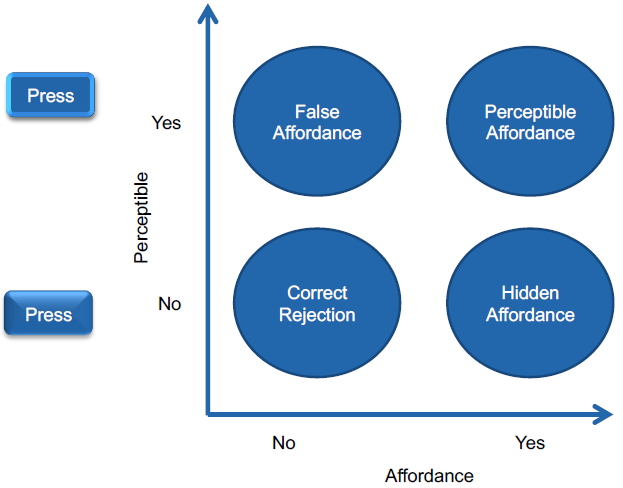 Press
Yes
False
Affordance
Perceptible
Affordance
Perceptible
No
Correct
Rejection
Hidden
Affordance
Press
No
Yes
Affordance